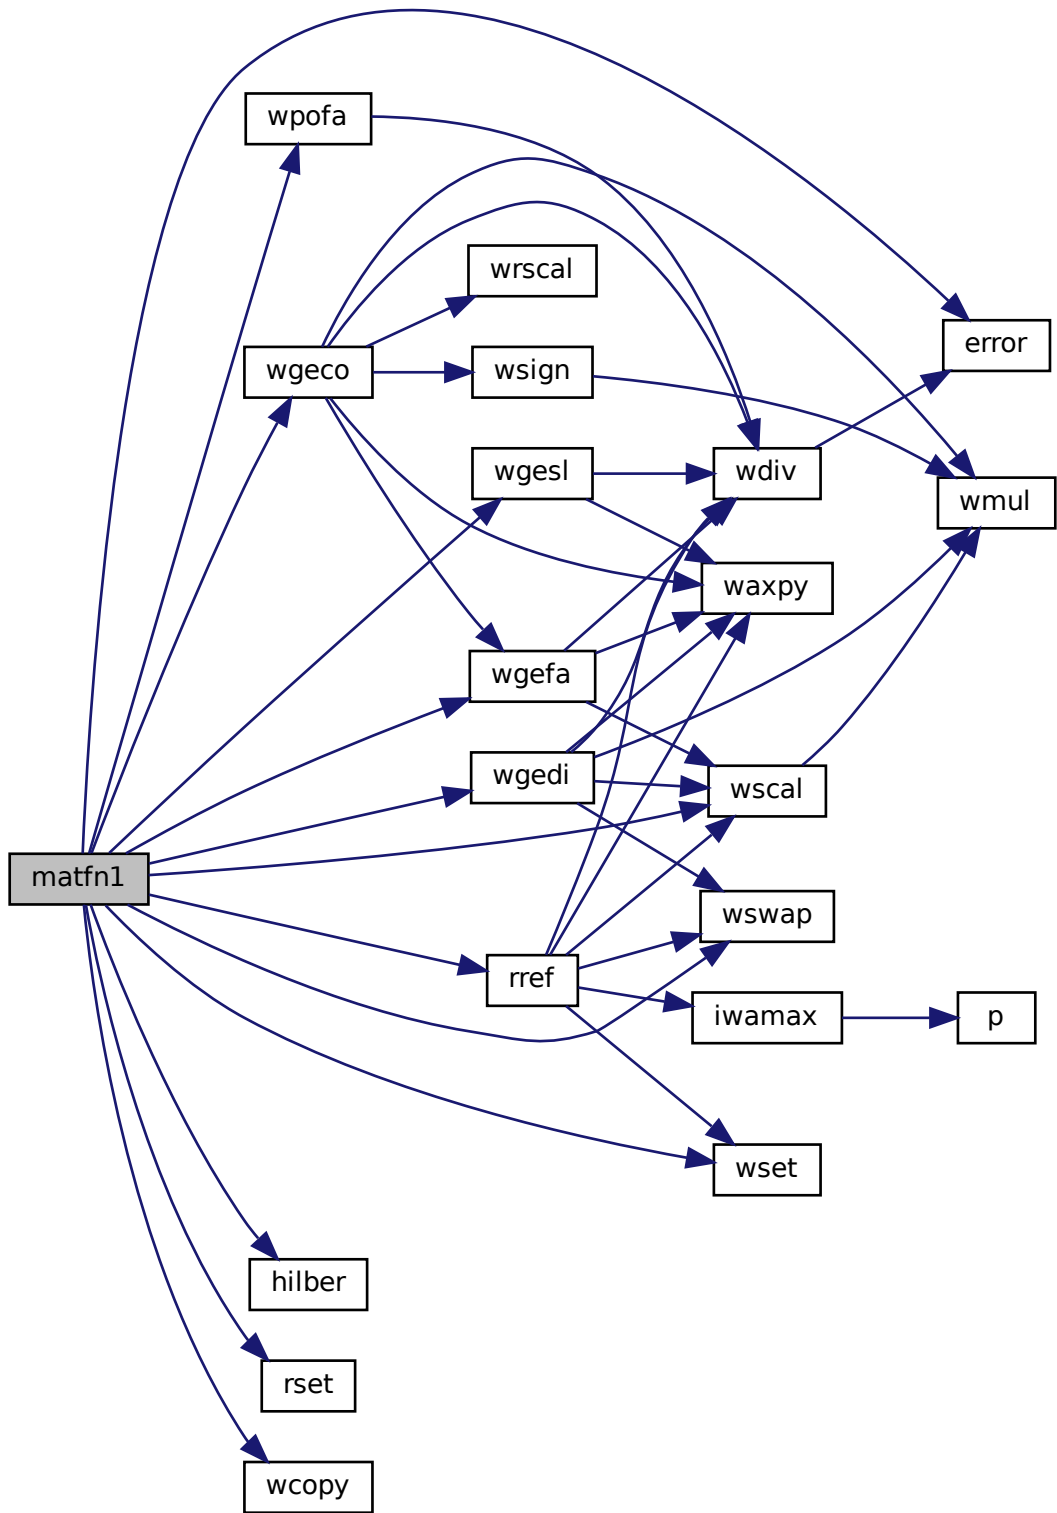 wpofa
wrscal
error
wgeco
wsign
wgesl
wdiv
wmul
waxpy
wgefa
wgedi
wscal
matfn1
wswap
rref
iwamax
p
wset
hilber
rset
wcopy